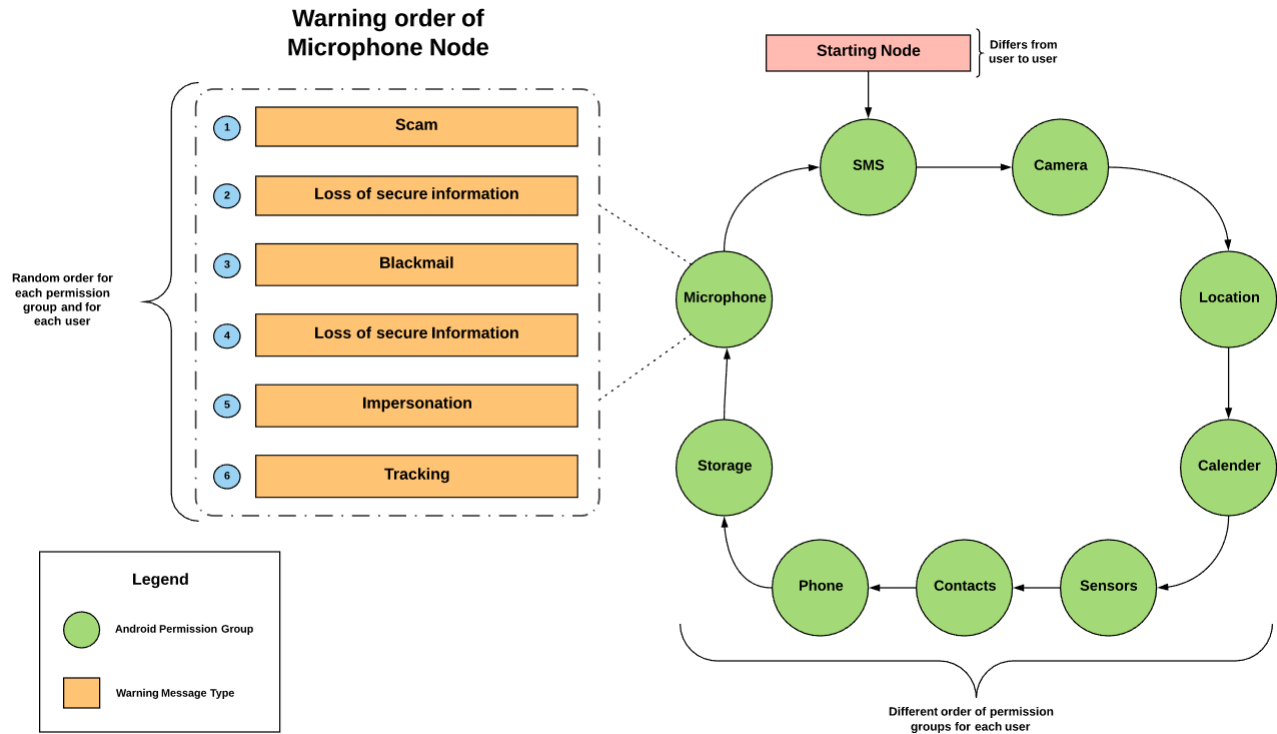 Warning order of
Microphone Node
1
Scam
2
Loss of secure information
3
Blackmail
4
Loss of secure Information
5
Impersonation
6
Tracking
Random order for
each permission
group and for
each user
Legend
Android Permission Group
Warning Message Type
Starting Node
Differs from
user to user
SMS
Camera
Location
Calender
Sensors
Contacts
Phone
Storage
Microphone
Different order of permission
groups for each user